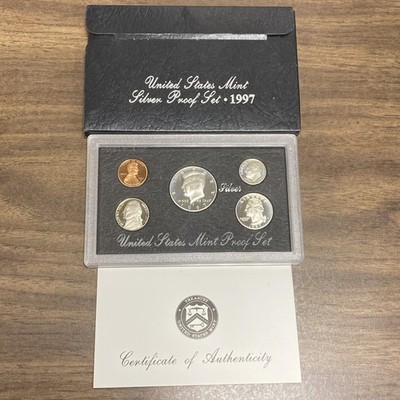 United States Mint
Silver Proof Set • 1997
Silver
United States Mint Proof Set
Certificate of Authenticity